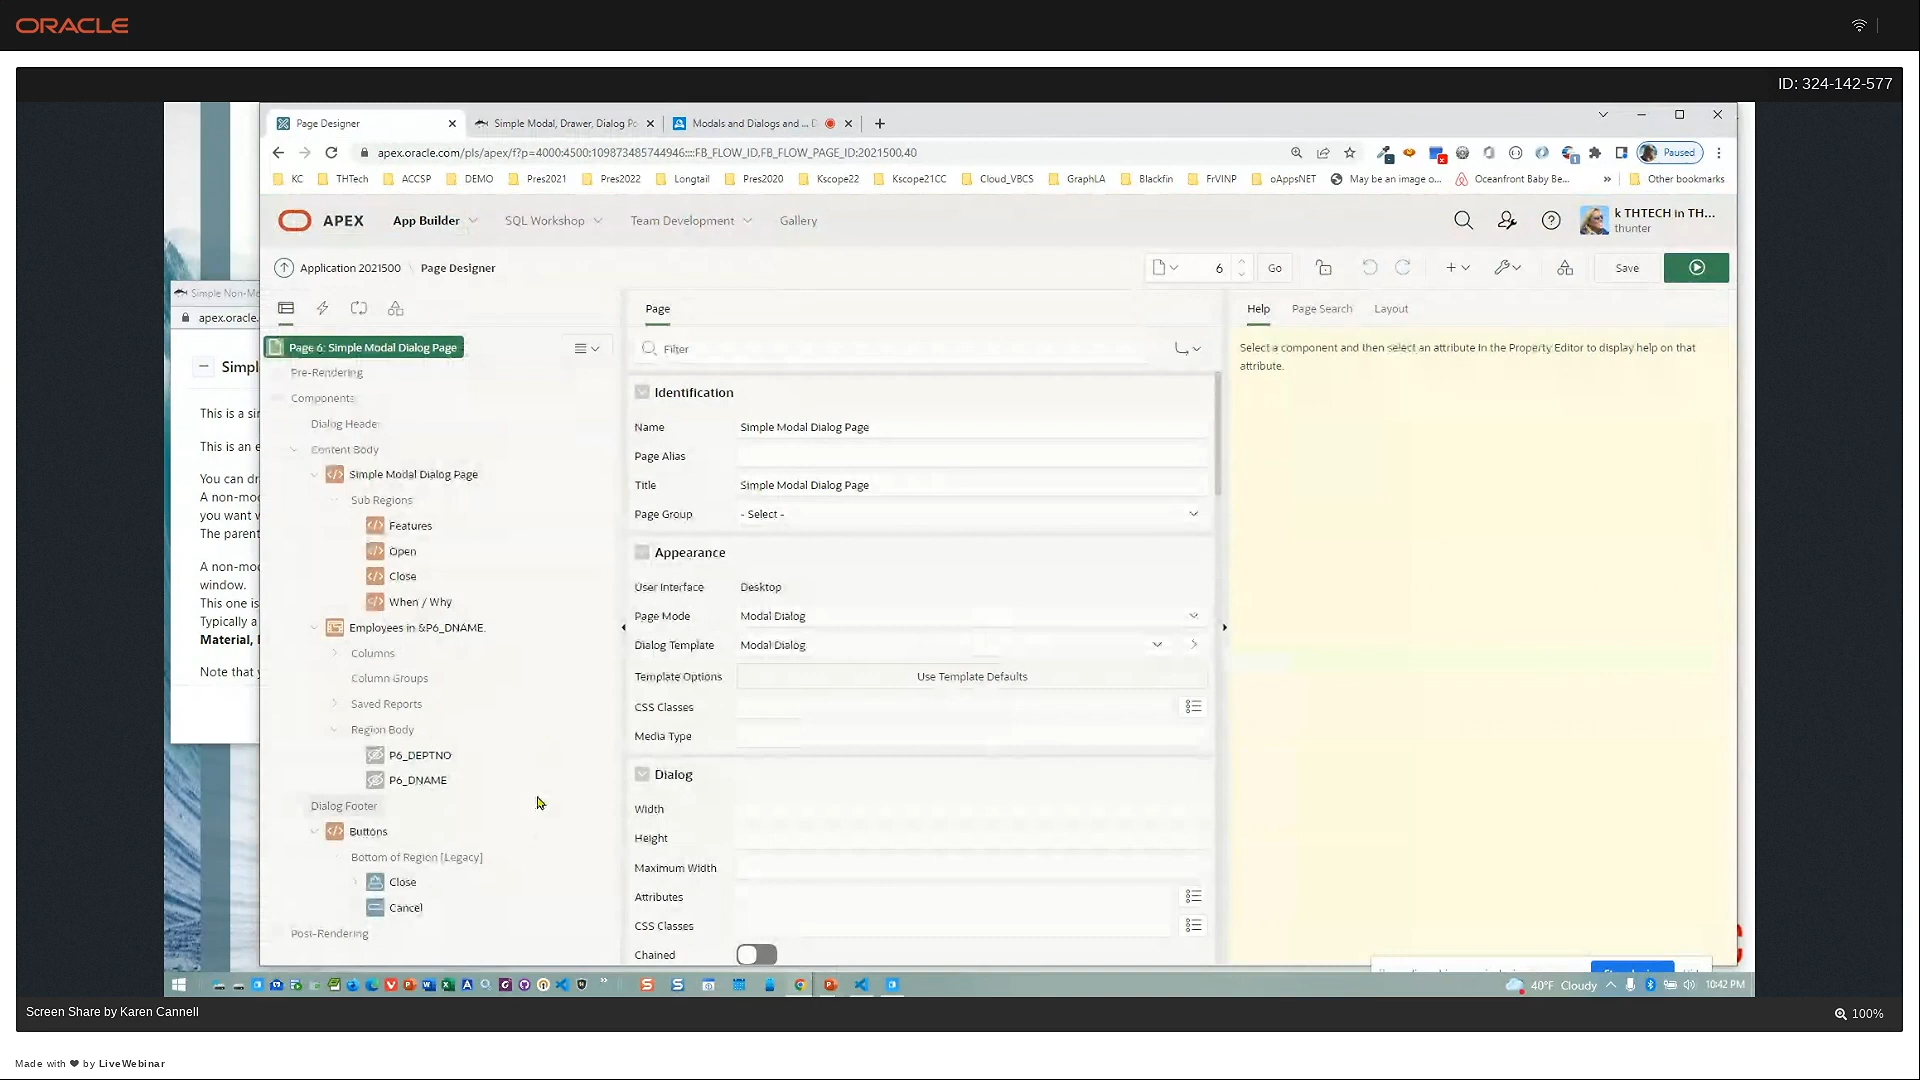 ORACLE
ID: 324-142-577
Page Designer
Simple Modal, Drawer, Dialog Po
Modals and Dialogs and ...
apex.oracle.com/pls/apex/f?p=4000:4500:109873485744946::::FB_FLOW_ID,FB_FLOW_PAGE_ID:2021500,40
Paused
KC THTech ACCSP DEMO Pres2021 Pres2022 Longtail Pres2020 Kscope22 Kscope21CC Cloud_VBCS GraphLA Blackfin FrVINP oAppsNET May be an image o... Oceanfront Baby Be... » Other bookmarks
APEX App Builder SQL Workshop Team Development Gallery
k THTECH in TH...
thunter
Application 2021500 \ Page Designer
6 Go Save
Simple Non-Mo
apex.oracle.
Simpl
This is a sin
This is an e
You can dr
A non-mod
you want w
The parent
A non-mod
window.
This one is
Typically a
Material, I
Note that y
Page 6: Simple Modal Dialog Page
Pre-Rendering
Components
Dialog Header
Content Body
Simple Modal Dialog Page
Sub Regions
Features
Open
Close
When / Why
Employees in &P6_DNAME.
Columns
Column Groups
Saved Reports
Region Body
P6_DEPTNO
P6_DNAME
Dialog Footer
Buttons
Bottom of Region [Legacy]
Close
Cancel
Post-Rendering
Page
Filter
Identification
Name Simple Modal Dialog Page
Page Alias
Title Simple Modal Dialog Page
Page Group - Select -
Appearance
User Interface Desktop
Page Mode Modal Dialog
Dialog Template Modal Dialog
Template Options Use Template Defaults
CSS Classes
Media Type
Dialog
Width
Height
Maximum Width
Attributes
CSS Classes
Chained
Help Page Search Layout
Select a component and then select an attribute in the Property Editor to display help on that
attribute.
40°F Cloudy 10:42 PM
Screen Share by Karen Cannell
100%
Made with ❤ by LiveWebinar